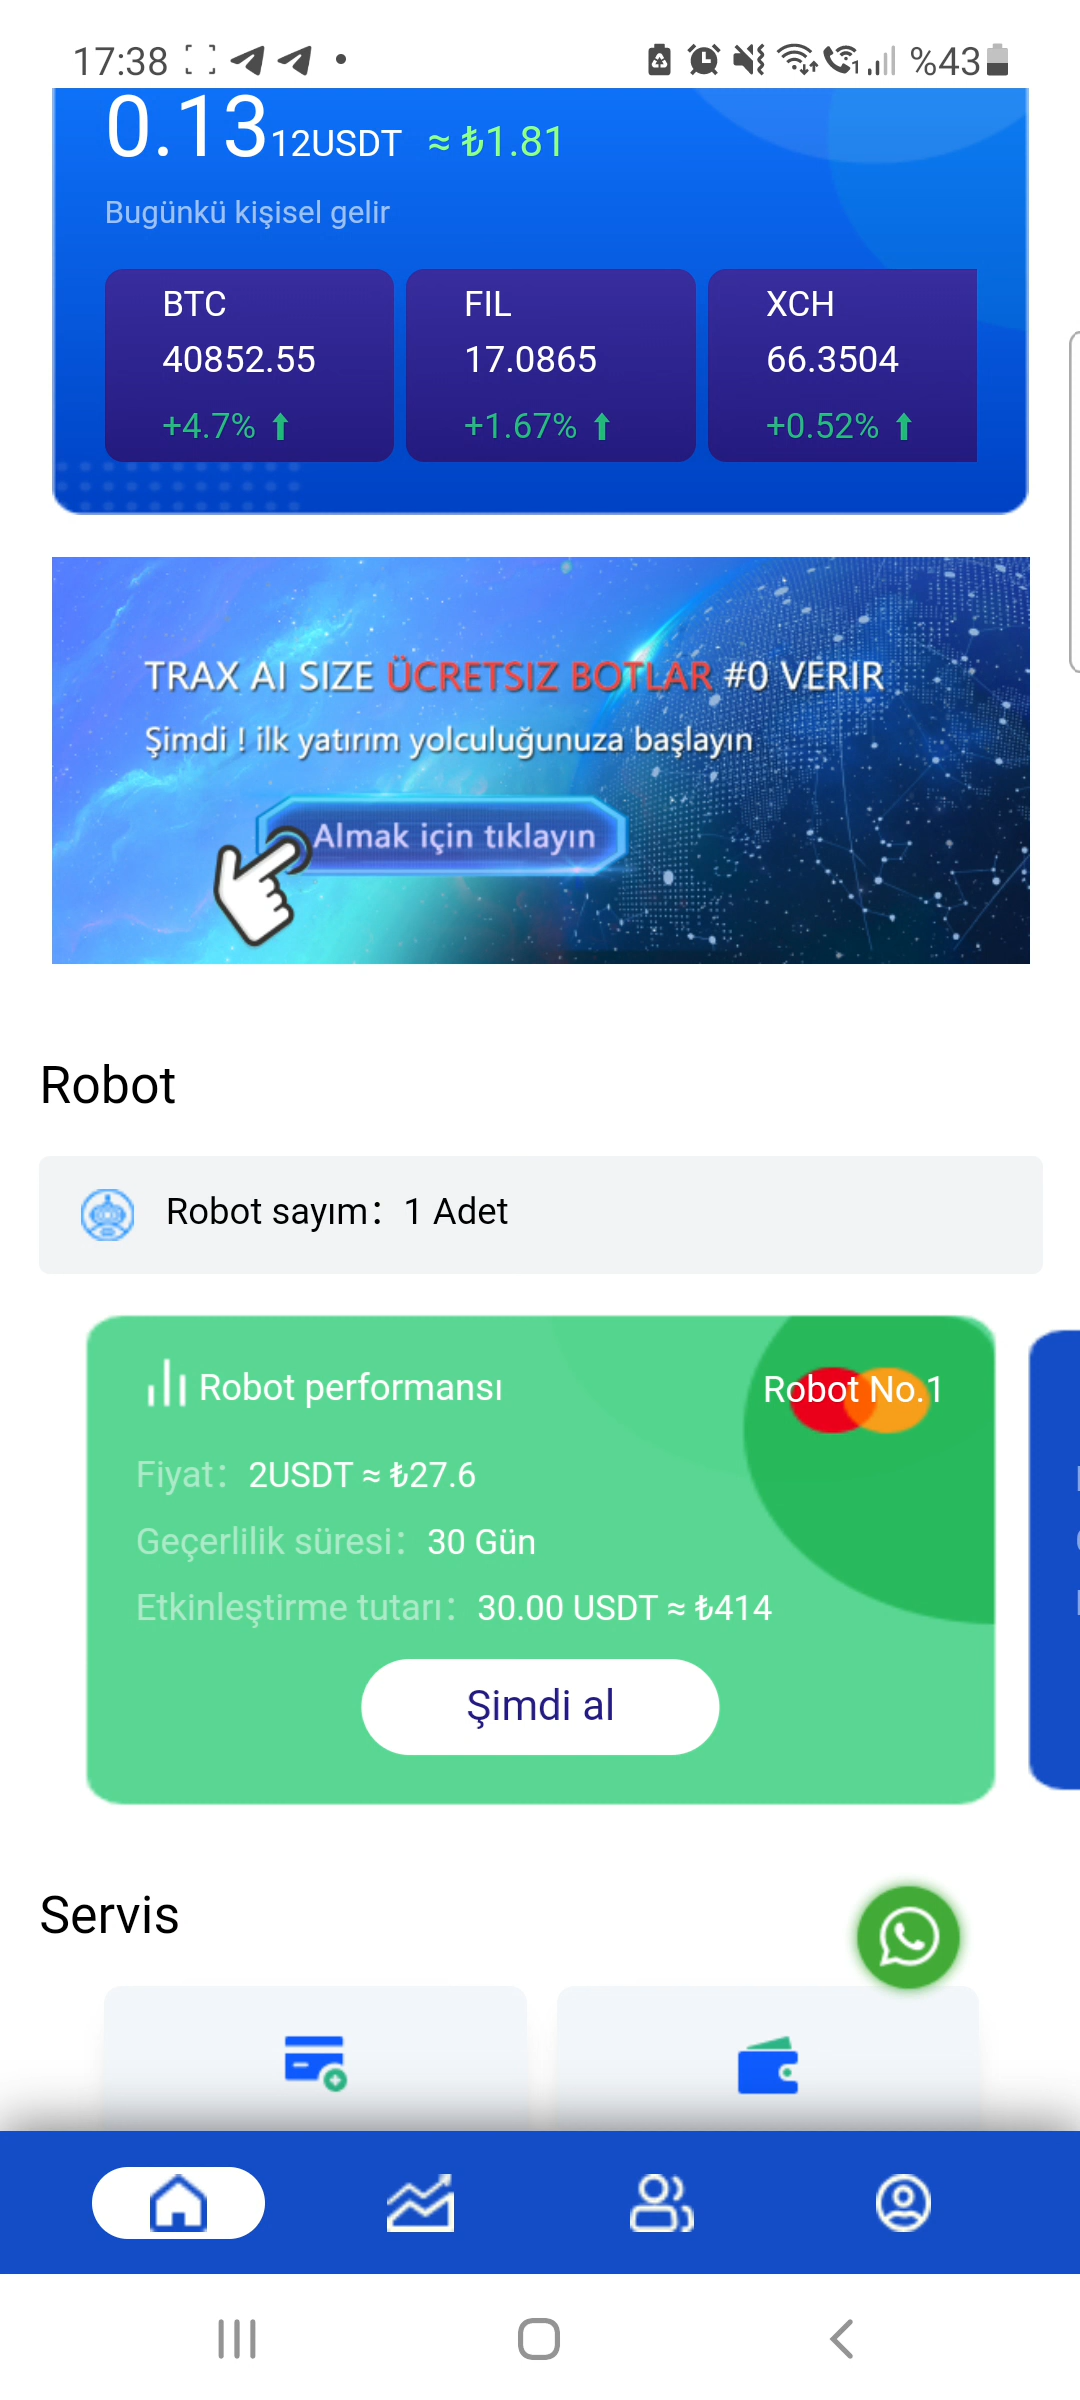 17:38
%43
0.1312USDT ≈ ₺1.81
Bugünkü kişisel gelir
BTC
40852.55
+4.7%
FIL
17.0865
+1.67%
XCH
66.3504
+0.52%
TRAX AI SIZE ÜCRETSIZ BOTLAR #0 VERIR
Şimdi ! ilk yatırım yolculuğunuza başlayın
Almak için tıklayın
Robot
Robot sayım: 1 Adet
Robot performansı
Robot No.1
Fiyat: 2USDT ≈ ₺27.6
Geçerlilik süresi: 30 Gün
Etkinleştirme tutarı: 30.00 USDT ≈ ₺414
Şimdi al
Servis